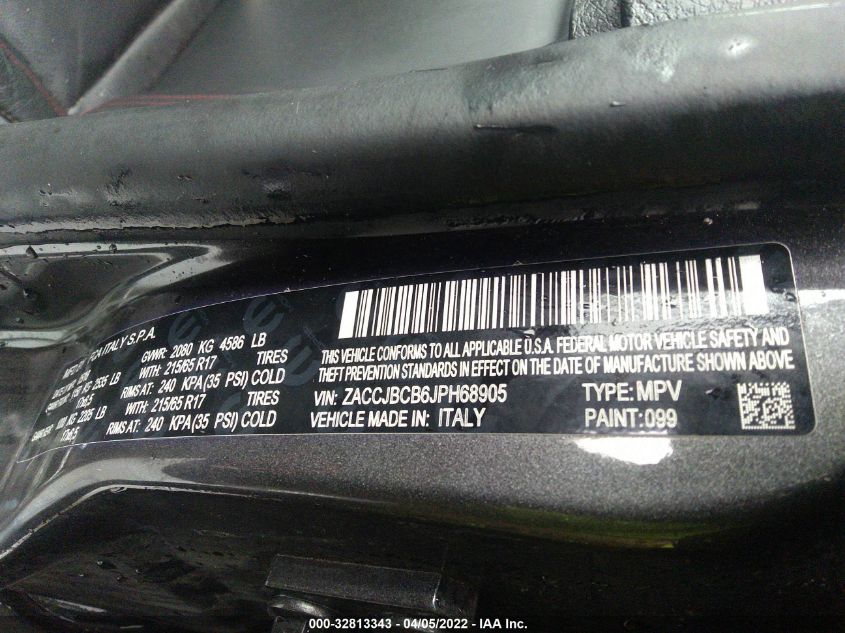 FCA ITALY S.P.A.
GVWR: 2080 KG 4586 LB
LB WITH: 215/65 R17 TIRES
RIMS AT: 240 KPA(35 PSI) COLD
LB WITH: 215/65 R17 TIRES
RIMS AT: 240 KPA(35 PSI) COLD
THIS VEHICLE CONFORMS TO ALL APPLICABLE U.S.A. FEDERAL MOTOR VEHICLE SAFETY AND
THEFT PREVENTION STANDARDS IN EFFECT ON THE DATE OF MANUFACTURE SHOWN ABOVE
VIN: ZACCJBCB6JPH68905 TYPE: MPV
VEHICLE MADE IN: ITALY PAINT: 099
000-32813343 - 04/05/2022 - IAA Inc.